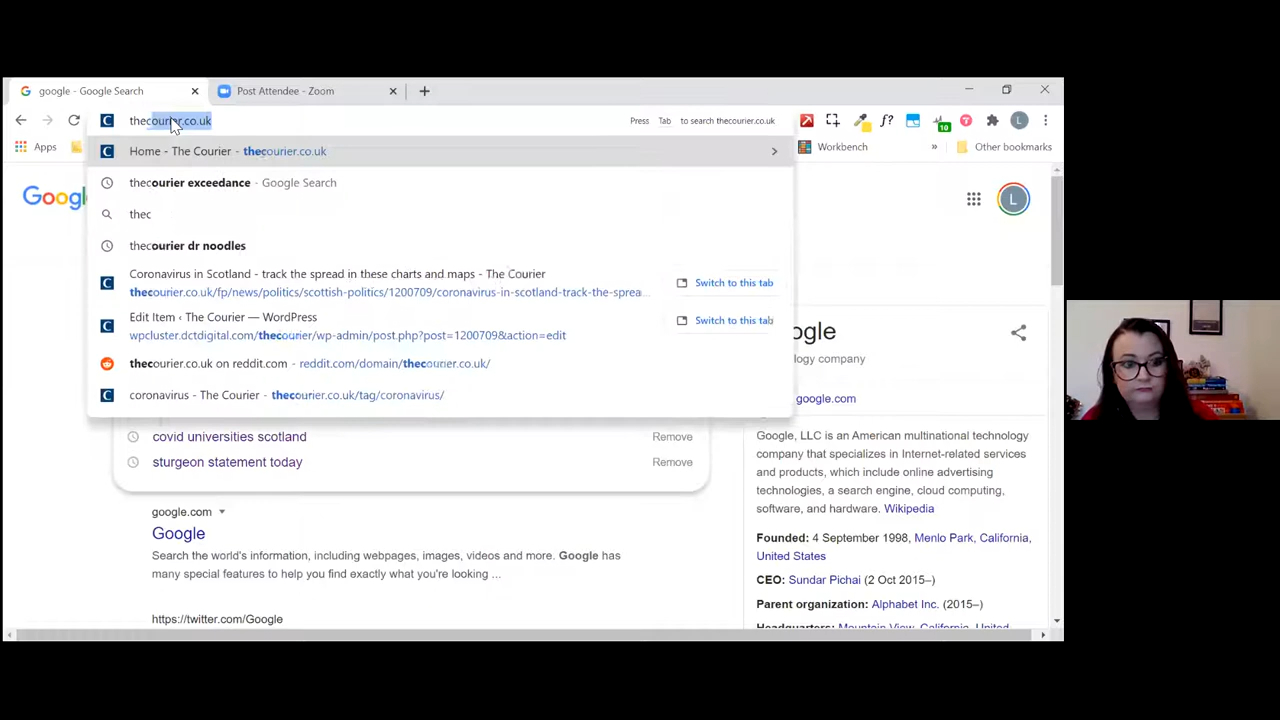 google - Google Search
Post Attendee - Zoom
thecourier.co.uk
Press Tab to search thecourier.co.uk
10
f?
L
Home - The Courier - thecourier.co.uk
Apps
Workbench
»
Other bookmarks
thecourier exceedance - Google Search
Googl
L
thec
thecourier dr noodles
Coronavirus in Scotland - track the spread in these charts and maps - The Courier
thecourier.co.uk/fp/news/politics/scottish-politics/1200709/coronavirus-in-scotland-track-the-sprea...
Switch to this tab
Edit Item ‹ The Courier — WordPress
wpcluster.dctdigital.com/thecourier/wp-admin/post.php?post=1200709&action=edit
Switch to this tab
thecourier.co.uk on reddit.com - reddit.com/domain/thecourier.co.uk/
coronavirus - The Courier - thecourier.co.uk/tag/coronavirus/
covid universities scotland
Remove
sturgeon statement today
Remove
google.com
Google
Search the world's information, including webpages, images, videos and more. Google has
many special features to help you find exactly what you're looking ...
https://twitter.com/Google
ogle
logy company
google.com
Google, LLC is an American multinational technology
company that specializes in Internet-related services
and products, which include online advertising
technologies, a search engine, cloud computing,
software, and hardware. Wikipedia
Founded: 4 September 1998, Menlo Park, California,
United States
CEO: Sundar Pichai (2 Oct 2015–)
Parent organization: Alphabet Inc. (2015–)
Headquarters: Mountain View, California, United